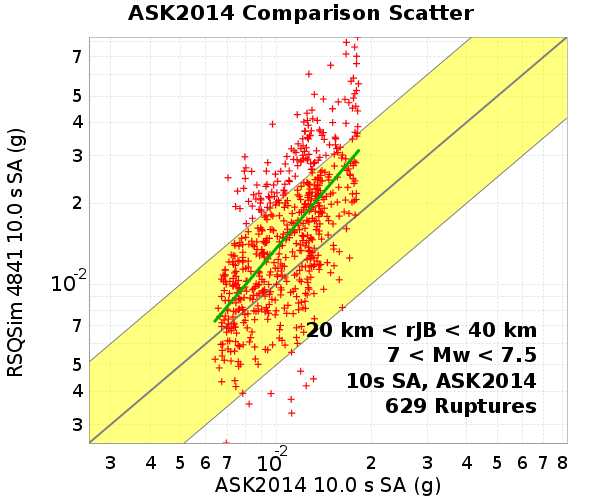 ASK2014 Comparison Scatter
RSQSim 4841 10.0 s SA (g)
7
5
4
3
2
10-2
7
5
4
3
20 km < rJB < 40 km
7 < Mw < 7.5
10s SA, ASK2014
629 Ruptures
3 4 5 6 7 10-2 2 3 4 5 6 7 8
ASK2014 10.0 s SA (g)